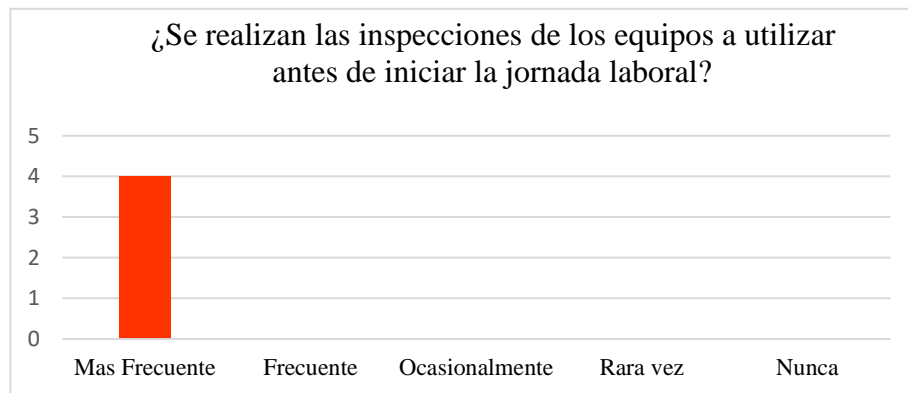 ¿Se realizan las inspecciones de los equipos a utilizar
antes de iniciar la jornada laboral?
5
4
3
2
1
0
Mas Frecuente Frecuente Ocasionalmente Rara vez Nunca